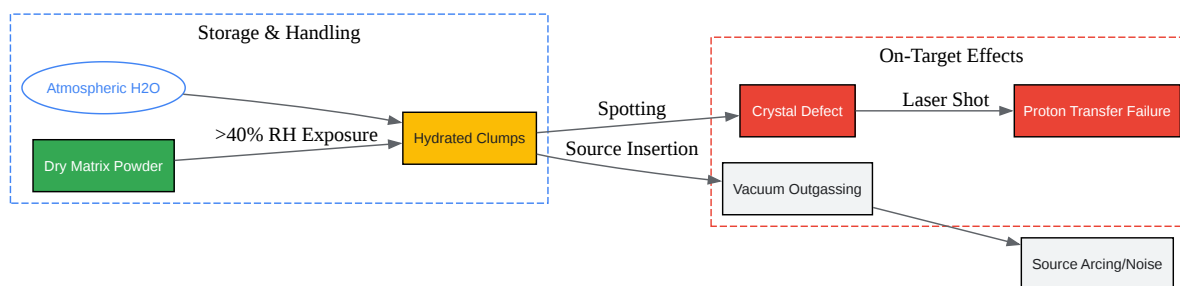 Storage & Handling
Atmospheric H2O
Dry Matrix Powder
>40% RH Exposure
Hydrated Clumps
Spotting
Source Insertion
On-Target Effects
Crystal Defect
Laser Shot
Proton Transfer Failure
Vacuum Outgassing
Source Arcing/Noise